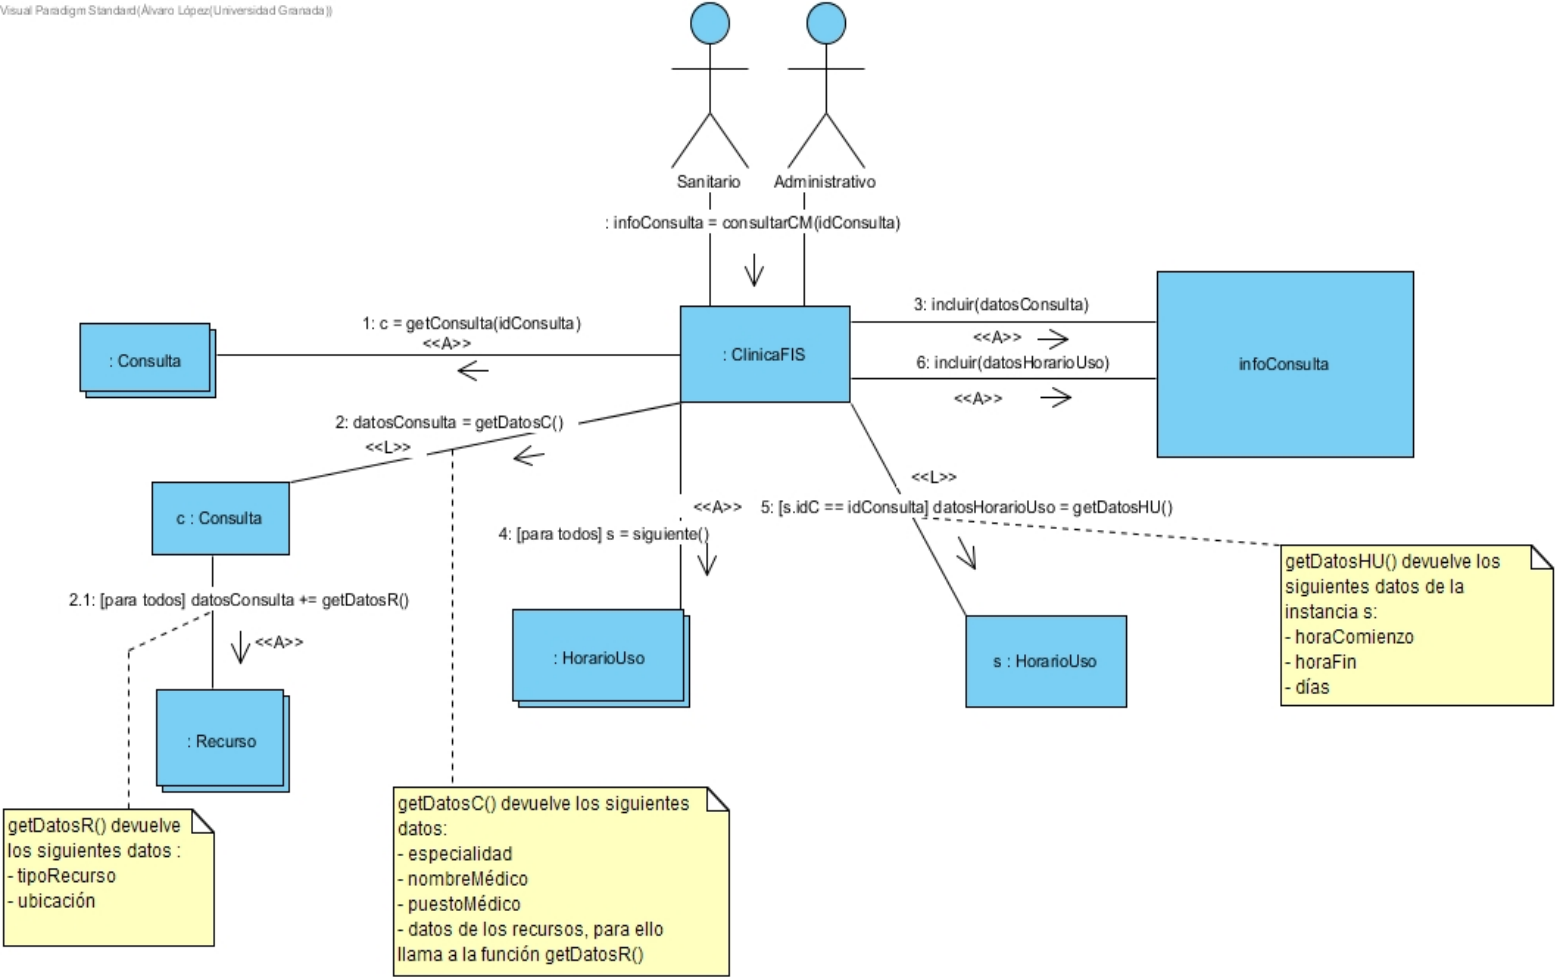 Visual Paradigm Standard(Álvaro López(Universidad Granada))
Sanitario
Administrativo
: infoConsulta = consultarCM(idConsulta)
1: c = getConsulta(idConsulta)
<<A>>
: Consulta
: ClinicaFIS
3: incluir(datosConsulta)
<<A>>
6: incluir(datosHorarioUso)
<<A>>
infoConsulta
2: datosConsulta = getDatosC()
<<L>>
c : Consulta
<<A>>
4: [para todos] s = siguiente()
<<L>>
5: [s.idC == idConsulta] datosHorarioUso = getDatosHU()
2.1: [para todos] datosConsulta += getDatosR()
<<A>>
: HorarioUso
s : HorarioUso
getDatosHU() devuelve los
siguientes datos de la
instancia s:
- horaComienzo
- horaFin
- días
: Recurso
getDatosR() devuelve
los siguientes datos :
- tipoRecurso
- ubicación
getDatosC() devuelve los siguientes
datos:
- especialidad
- nombreMédico
- puestoMédico
- datos de los recursos, para ello
llama a la función getDatosR()